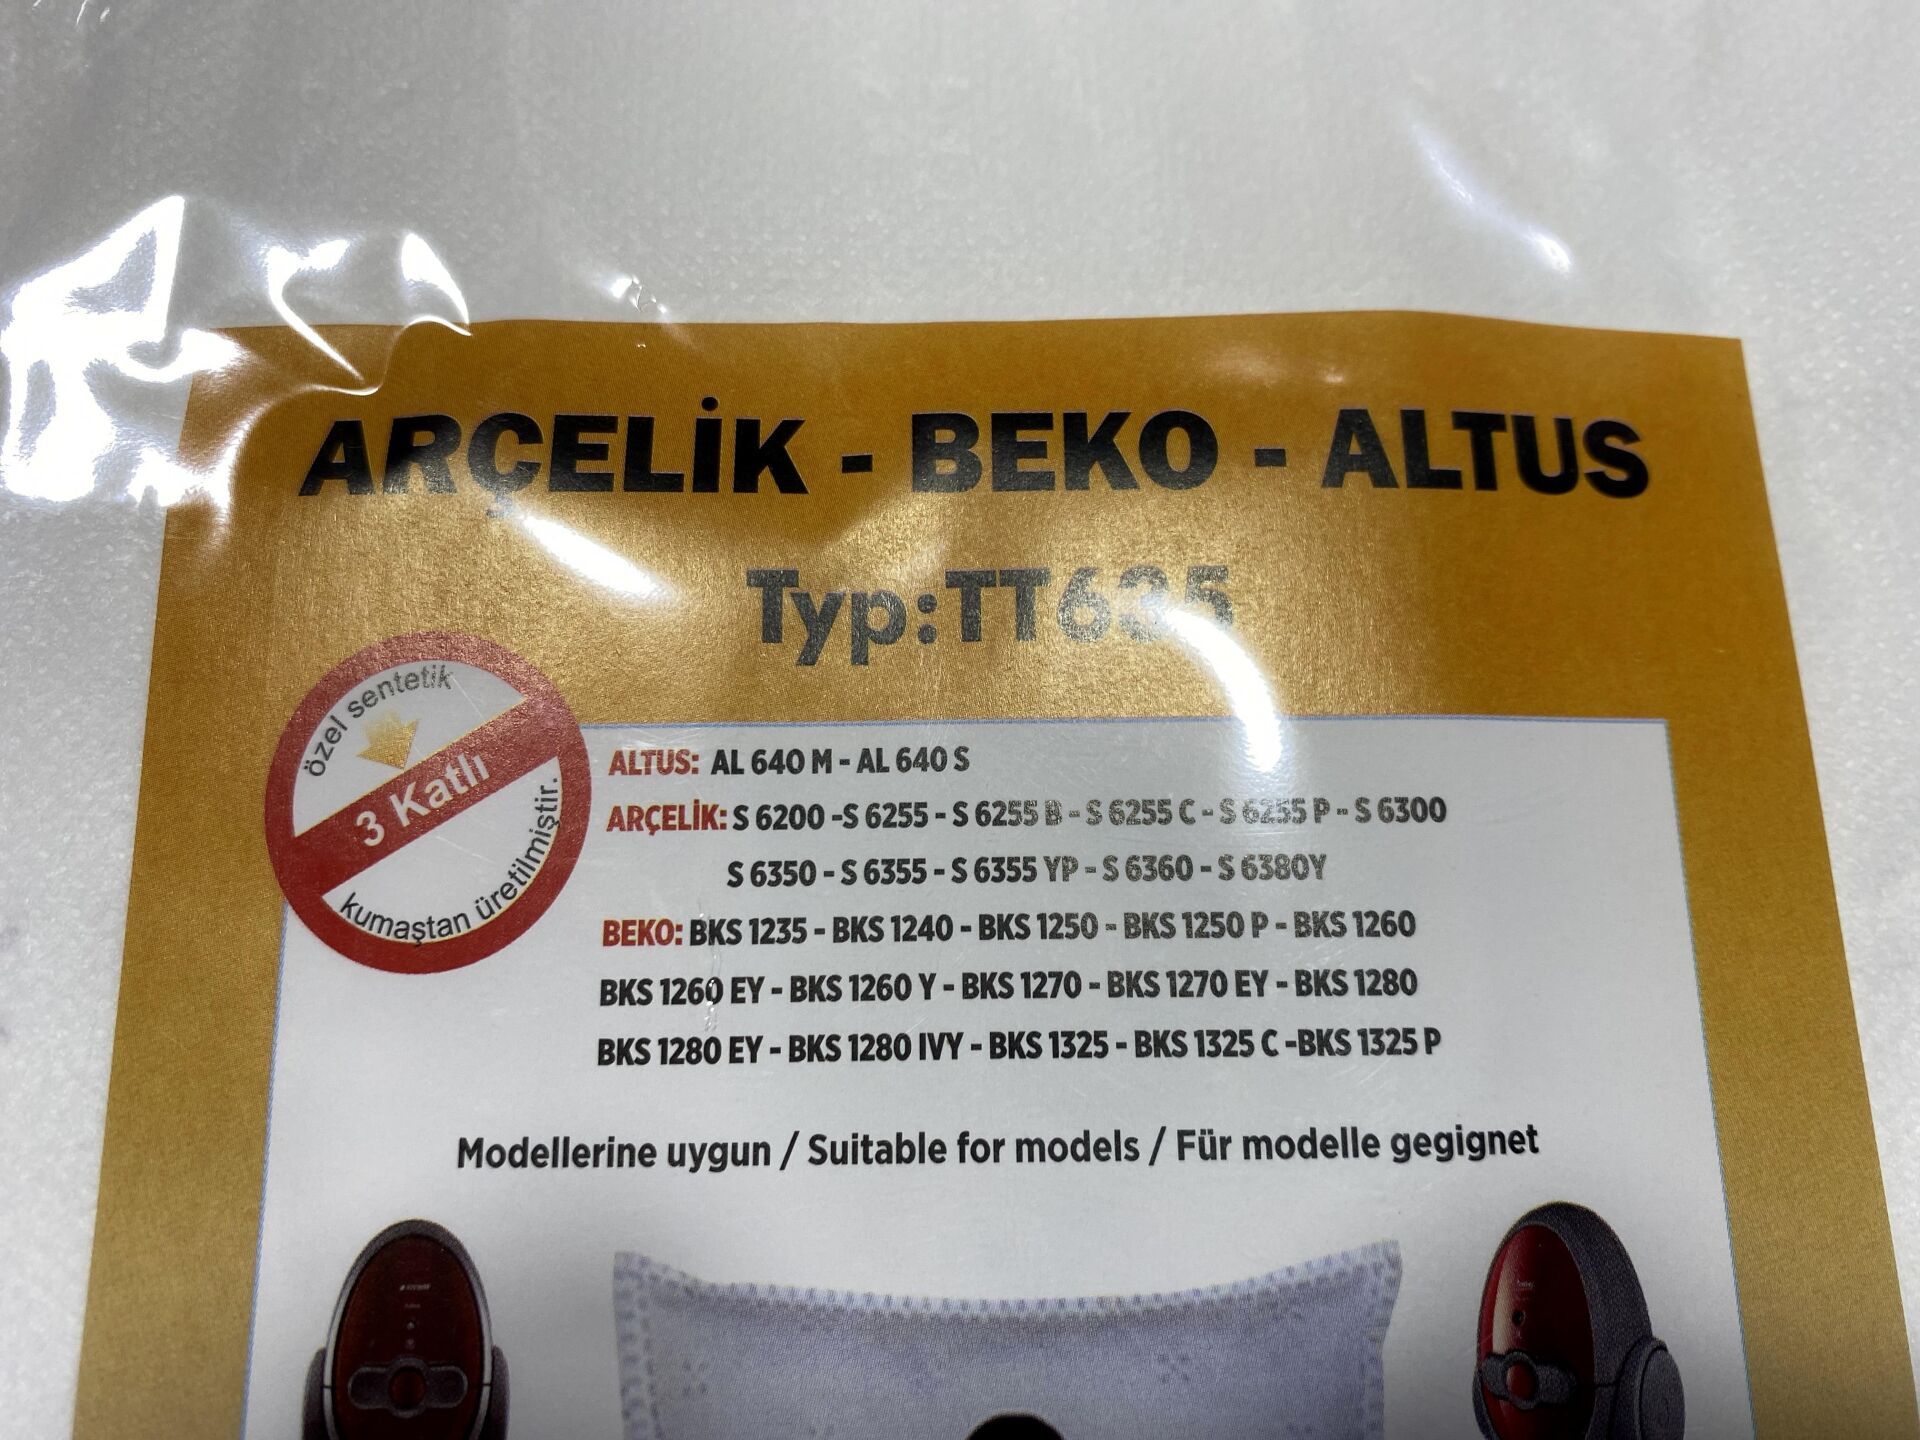 ARÇELİK - BEKO - ALTUS
Typ:TT635
özel sentetik
3 Katlı
kumaştan üretilmiştir.
ALTUS: AL 640 M - AL 640 S
ARÇELİK: S 6200 -S 6255 - S 6255 B - S 6255 C - S 6255 P - S 6300
S 6350 - S 6355 - S 6355 YP - S 6360 - S 6380Y
BEKO: BKS 1235 - BKS 1240 - BKS 1250 - BKS 1250 P - BKS 1260
BKS 1260 EY - BKS 1260 Y - BKS 1270 - BKS 1270 EY - BKS 1280
BKS 1280 EY - BKS 1280 IVY - BKS 1325 - BKS 1325 C -BKS 1325 P
Modellerine uygun / Suitable for models / Für modelle gegignet